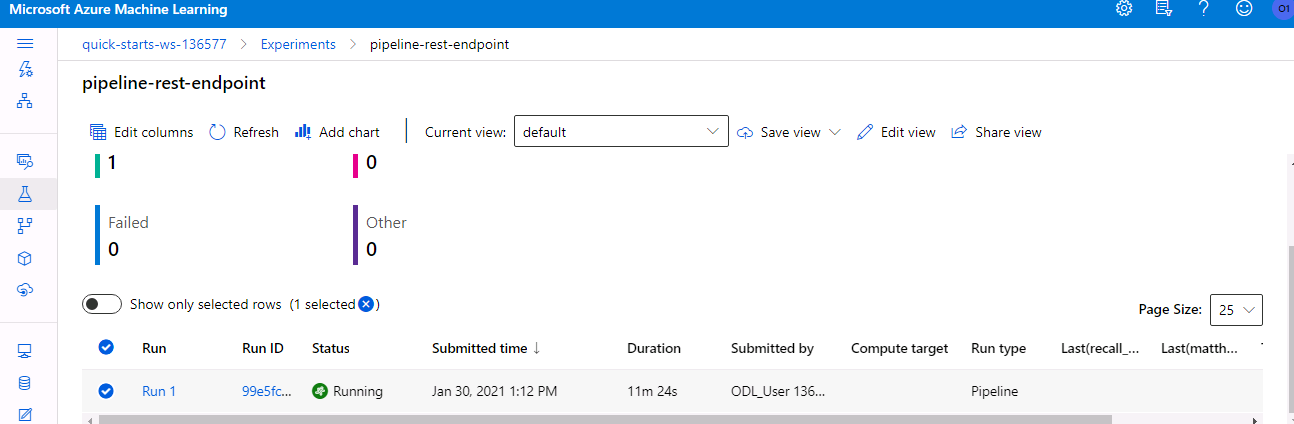 Microsoft Azure Machine Learning
O1
quick-starts-ws-136577 > Experiments > pipeline-rest-endpoint
pipeline-rest-endpoint
Edit columns Refresh Add chart Current view: default Save view Edit view Share view
1 0
Failed Other
0 0
Show only selected rows (1 selected )
Page Size: 25
Run Run ID Status Submitted time ↓ Duration Submitted by Compute target Run type Last(recall_... Last(matth...
Run 1 99e5fc... Running Jan 30, 2021 1:12 PM 11m 24s ODL_User 136... Pipeline